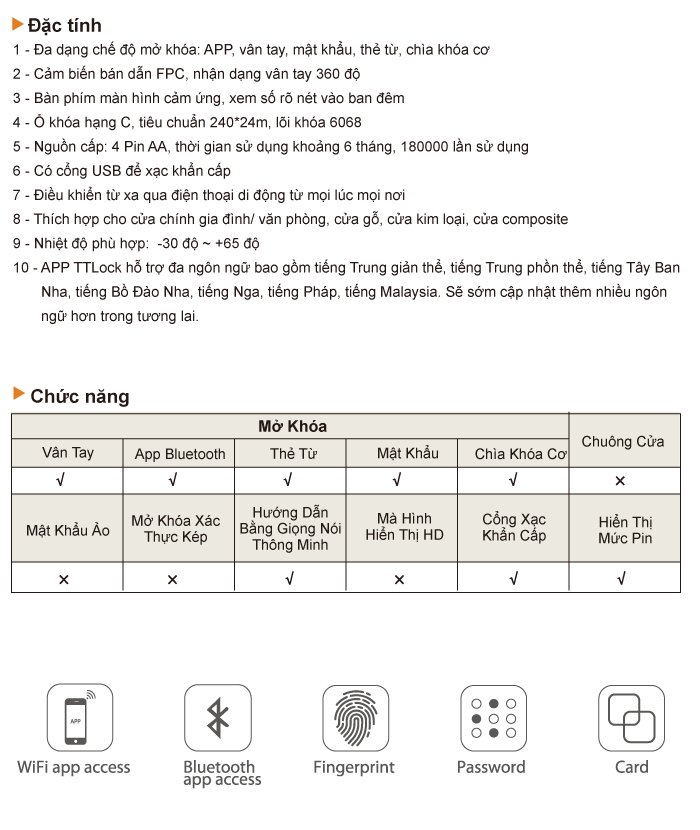 Đặc tính
1 - Đa dạng chế độ mở khóa: APP, vân tay, mật khẩu, thẻ từ, chìa khóa cơ
2 - Cảm biến bán dẫn FPC, nhận dạng vân tay 360 độ
3 - Bàn phím màn hình cảm ứng, xem số rõ nét vào ban đêm
4 - Ổ khóa hạng C, tiêu chuẩn 240*24m, lõi khóa 6068
5 - Nguồn cấp: 4 Pin AA, thời gian sử dụng khoảng 6 tháng, 180000 lần sử dụng
6 - Có cổng USB để xạc khẩn cấp
7 - Điều khiển từ xa qua điện thoại di động từ mọi lúc mọi nơi
8 - Thích hợp cho cửa chính gia đình/ văn phòng, cửa gỗ, cửa kim loại, cửa composite
9 - Nhiệt độ phù hợp: -30 độ ~ +65 độ
10 - APP TTLock hỗ trợ đa ngôn ngữ bao gồm tiếng Trung giản thể, tiếng Trung phồn thể, tiếng Tây Ban
Nha, tiếng Bồ Đào Nha, tiếng Nga, tiếng Pháp, tiếng Malaysia. Sẽ sớm cập nhật thêm nhiều ngôn
ngữ hơn trong tương lai.
Chức năng
Mở Khóa
Chuông Cửa
Vân Tay App Bluetooth Thẻ Từ Mật Khẩu Chìa Khóa Cơ
√ √ √ √ √ ×
Mật Khẩu Ảo
Mở Khóa Xác
Thực Kép
Hướng Dẫn
Bằng Giọng Nói
Thông Minh
Mà Hình
Hiển Thị HD
Cổng Xạc
Khẩn Cấp
Hiển Thị
Mức Pin
× × √ × √ √
APP
WiFi app access
Bluetooth
app access
Fingerprint
Password
Card